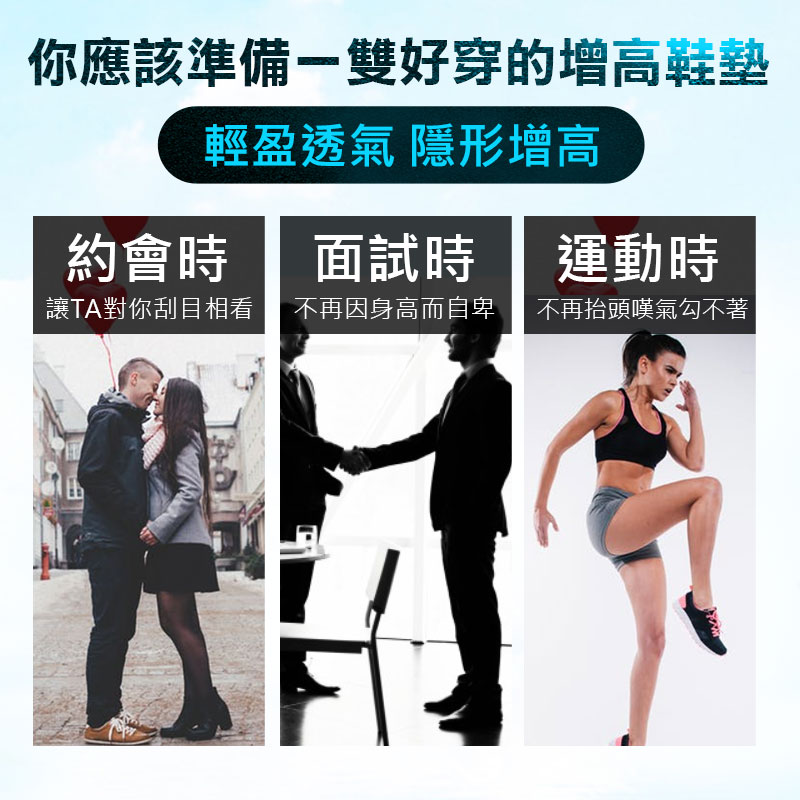 你應該準備一雙好穿的增高鞋墊
輕盈透氣 隱形增高
約會時
讓TA對你刮目相看
面試時
不再因身高而自卑
運動時
不再抬頭嘆氣勾不著